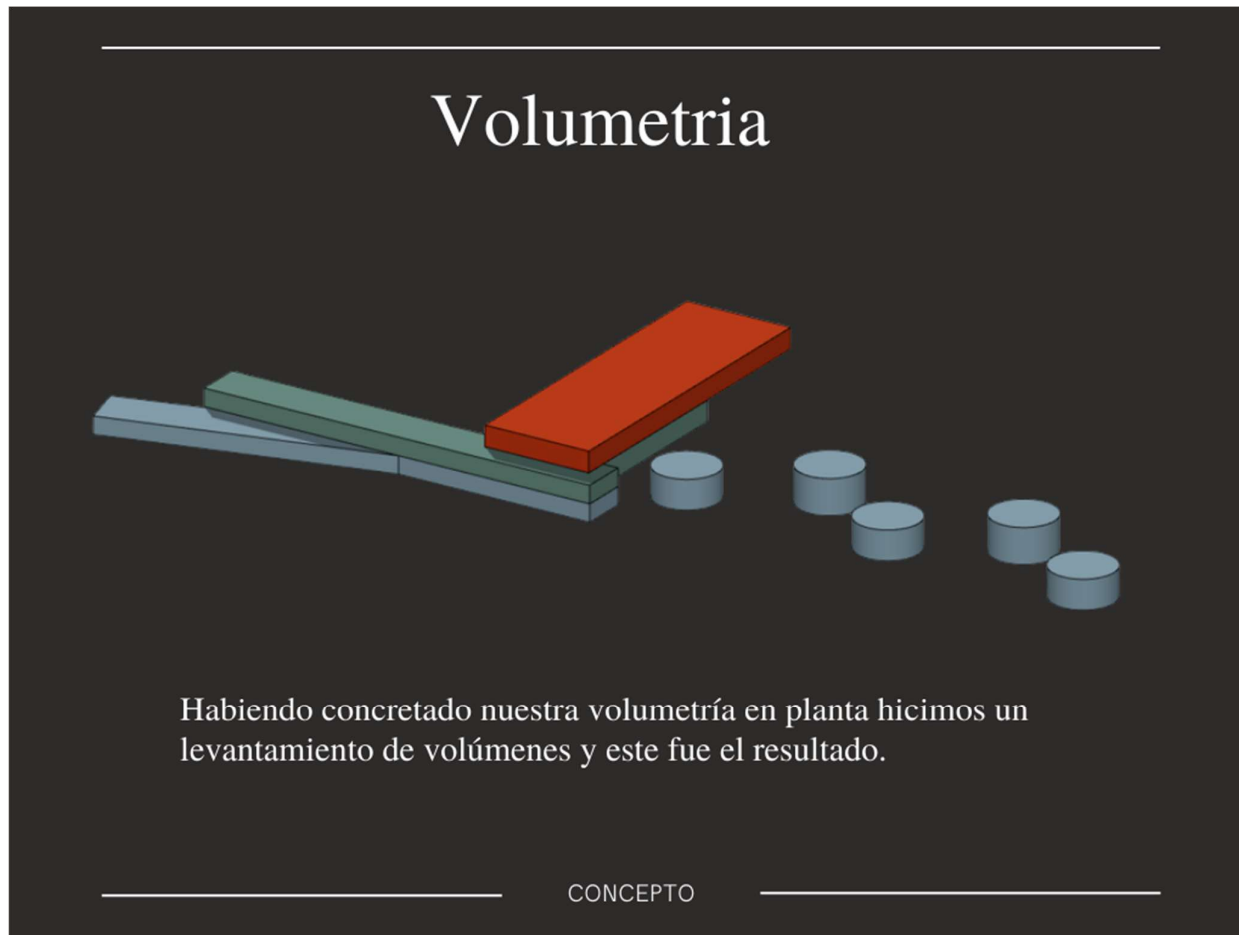 Volumetria
Habiendo concretado nuestra volumetría en planta hicimos un
levantamiento de volúmenes y este fue el resultado.
CONCEPTO